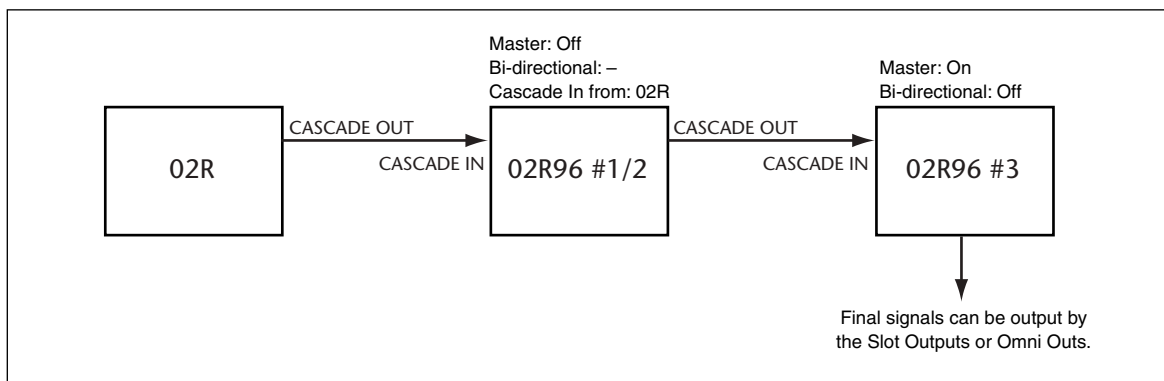 Master: Off
Bi-directional: –
Cascade In from: 02R
Master: On
Bi-directional: Off
02R
CASCADE OUT
CASCADE IN
02R96 #1/2
CASCADE OUT
CASCADE IN
02R96 #3
Final signals can be output by
the Slot Outputs or Omni Outs.